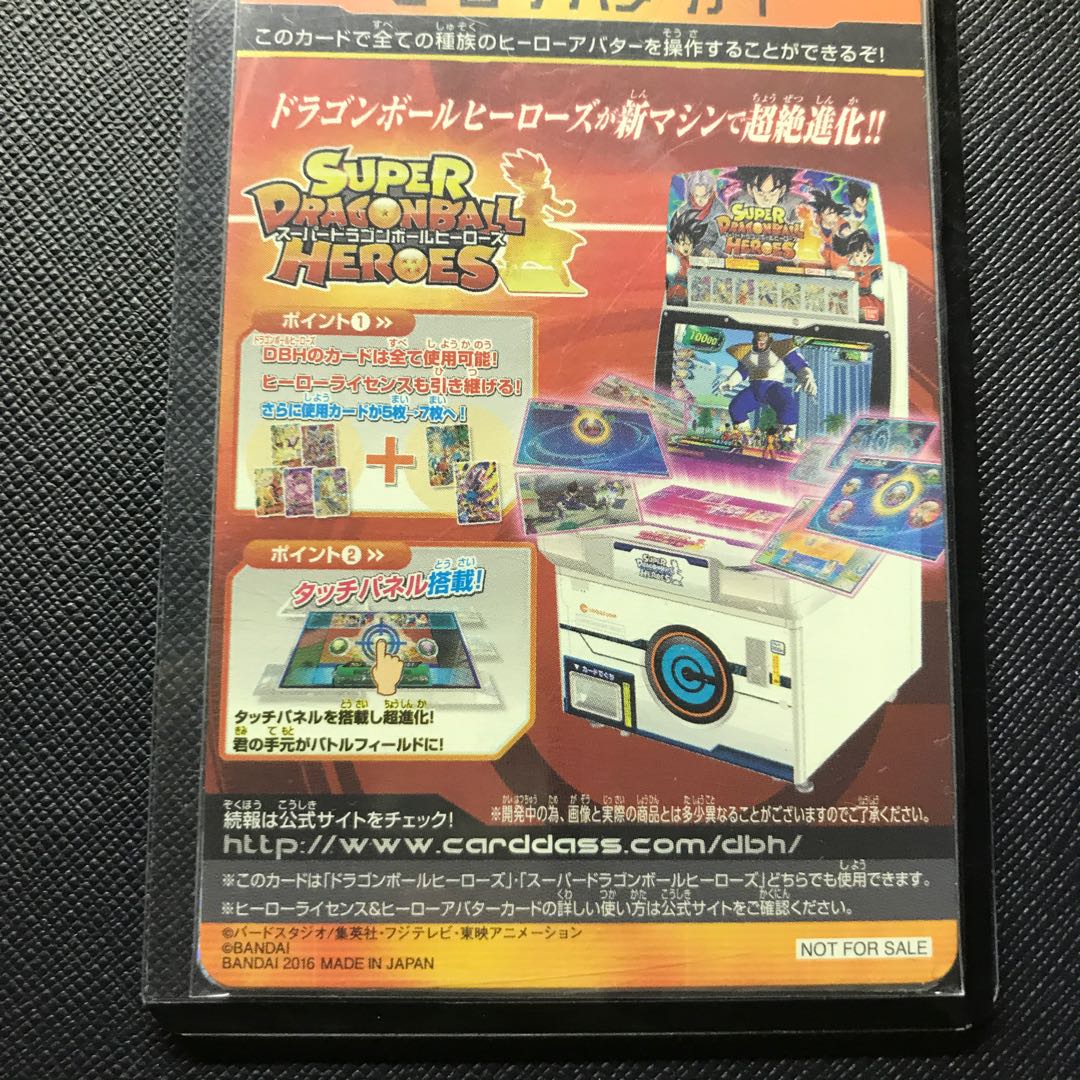 このカードで全ての種族のヒーローアバターを操作することができるぞ!
ドラゴンボールヒーローズが新マシンで超絶進化!!
SUPER
DRAGONBALL
スーパードラゴンボールヒーローズ
HEROES
SUPER
DRAGONBALL
HEROES
10000
ポイント① >>
DBHのカードは全て使用可能!
ヒーローライセンスも引き継げる!
さらに使用カードが5枚→7枚へ!
+
ポイント② >>
タッチパネル搭載!
タッチパネルを搭載し超進化!
君の手元がバトルフィールドに!
SUPER
DRAGONBALL
HEROES
▼カードでぐち
続報は公式サイトをチェック!
※開発中の為、画像と実際の商品とは多少異なることがございますのでご了承ください。
http://www.carddass.com/dbh/
※このカードは「ドラゴンボールヒーローズ」・「スーパードラゴンボールヒーローズ」どちらでも使用できます。
※ヒーローライセンス&ヒーローアバターカードの詳しい使い方は公式サイトをご確認ください。
©バードスタジオ/集英社・フジテレビ・東映アニメーション
©BANDAI
BANDAI 2016 MADE IN JAPAN
NOT FOR SALE